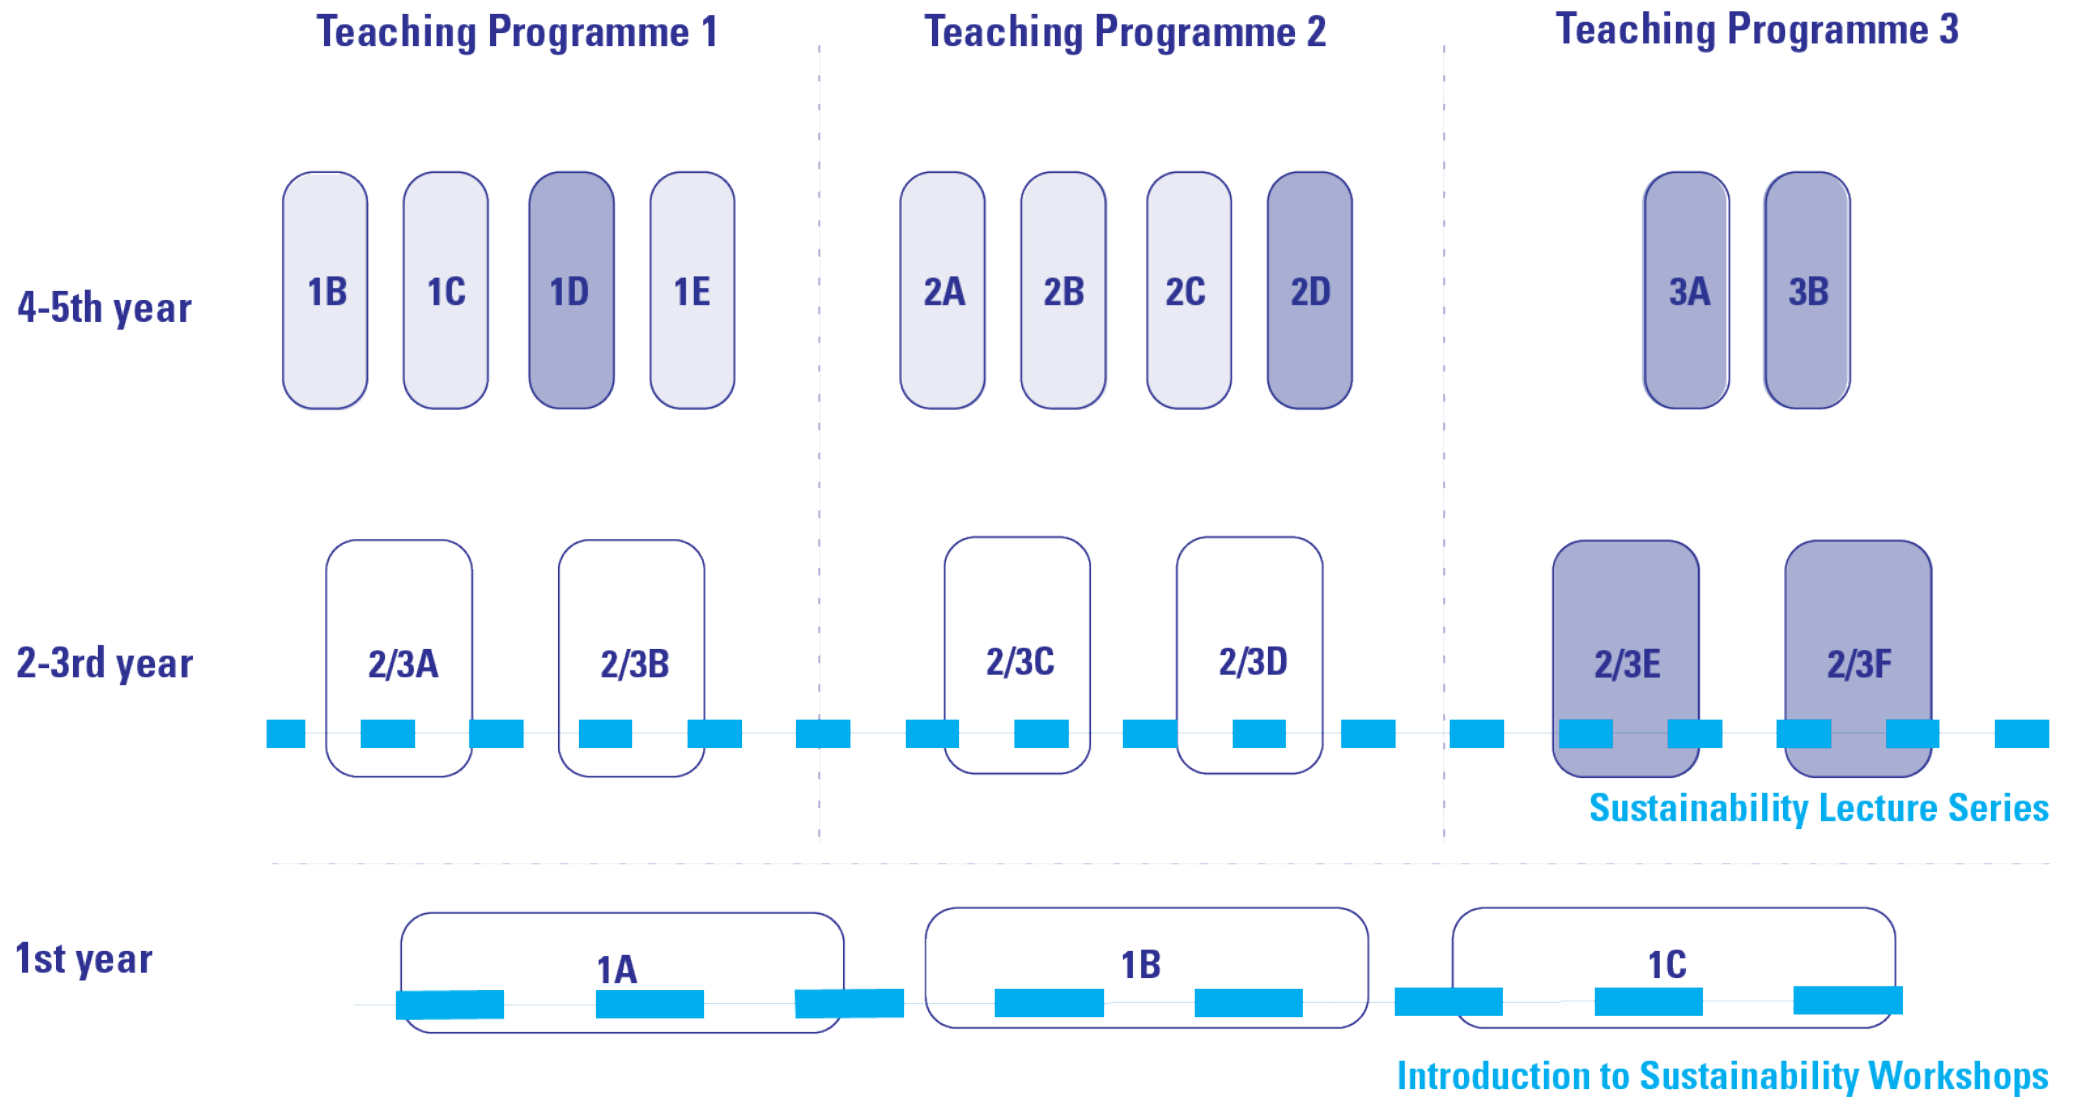 Teaching Programme 1
Teaching Programme 2
Teaching Programme 3
4-5th year
1B
1C
1D
1E
2A
2B
2C
2D
3A
3B
2-3rd year
2/3A
2/3B
2/3C
2/3D
2/3E
2/3F
Sustainability Lecture Series
1st year
1A
1B
1C
Introduction to Sustainability Workshops